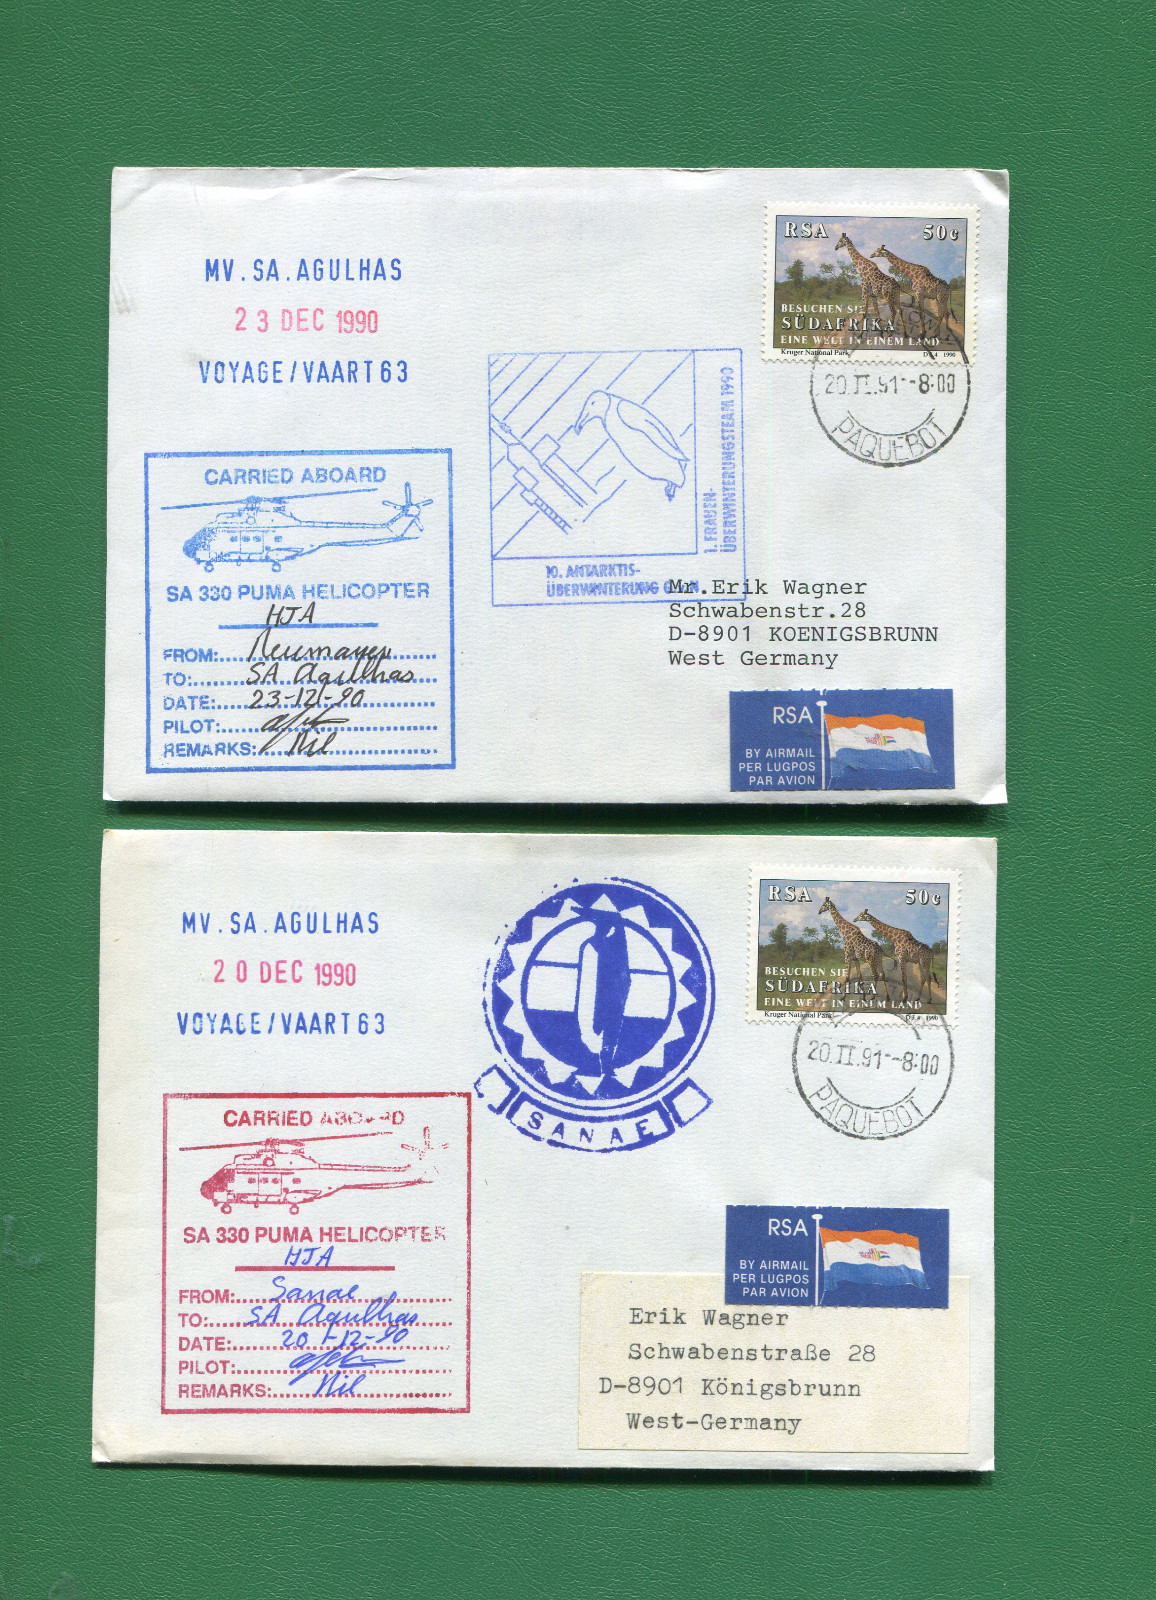 MV.SA.AGULHAS
23 DEC 1990
VOYAGE/VAART 63
RSA 50c
BESUCHEN SIE
SÜDAFRIKA
EINE WELT IN EINEM LAND
Kruger National Park 1990
20.II.91--8:00
PAQUEBOT
1. FRAUEN-
ÜBERWINTERUNGSTEAM 1990
10. ANTARKTIS-
ÜBERWINTERUNG
CARRIED ABOARD
SA 330 PUMA HELICOPTER
HJA
FROM: Neumayer
TO: SA Agulhas
DATE: 23-12-90
PILOT:
REMARKS: Nil
Mr.Erik Wagner
Schwabenstr.28
D-8901 KOENIGSBRUNN
West Germany
RSA
BY AIRMAIL
PER LUGPOS
PAR AVION
MV.SA.AGULHAS
20 DEC 1990
VOYAGE/VAART 63
SANAE
RSA 50c
BESUCHEN SIE
SÜDAFRIKA
EINE WELT IN EINEM LAND
Kruger National Park 1990
20.II.91--8:00
PAQUEBOT
CARRIED ABOARD
SA 330 PUMA HELICOPTER
HJA
FROM: Sanae
TO: SA Agulhas
DATE: 20-12-90
PILOT:
REMARKS: Nil
RSA
BY AIRMAIL
PER LUGPOS
PAR AVION
Erik Wagner
Schwabenstraße 28
D-8901 Königsbrunn
West-Germany